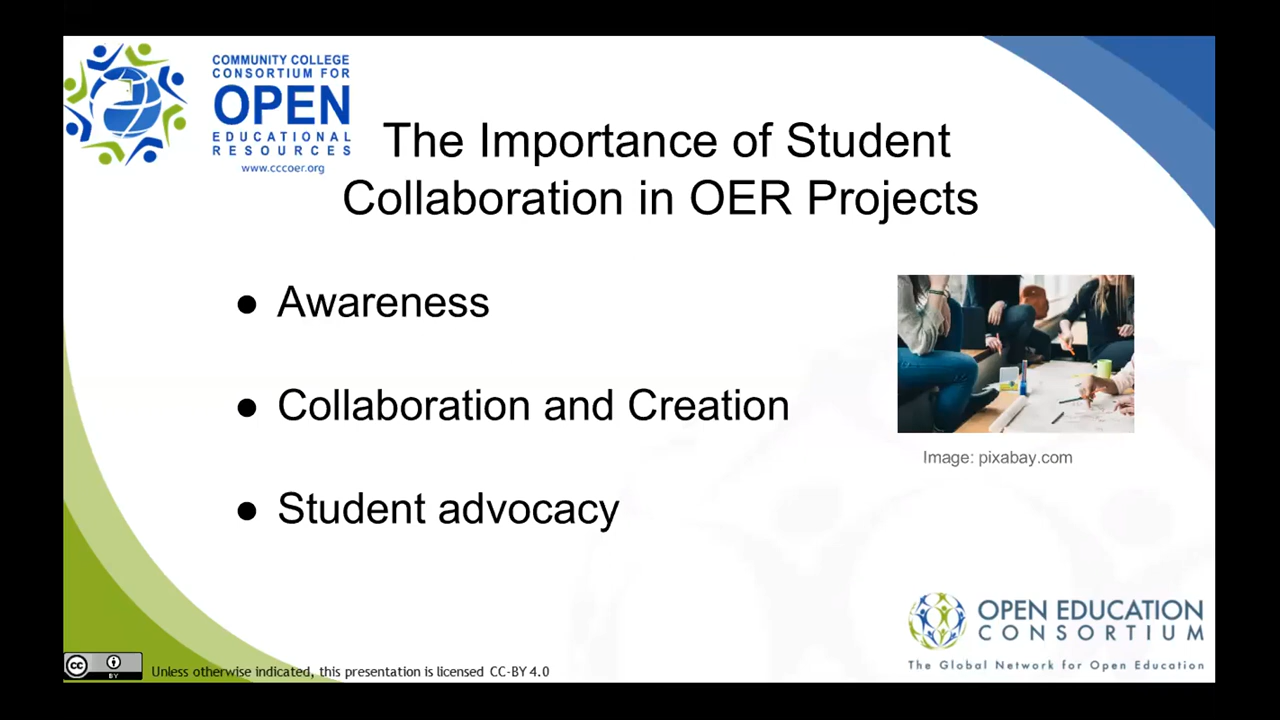 COMMUNITY COLLEGE
CONSORTIUM FOR
OPEN
EDUCATIONAL
RESOURCES
www.cccoer.org
The Importance of Student
Collaboration in OER Projects
● Awareness
● Collaboration and Creation
● Student advocacy
Image: pixabay.com
OPEN EDUCATION
CONSORTIUM
The Global Network for Open Education
cc
BY
Unless otherwise indicated, this presentation is licensed CC-BY 4.0